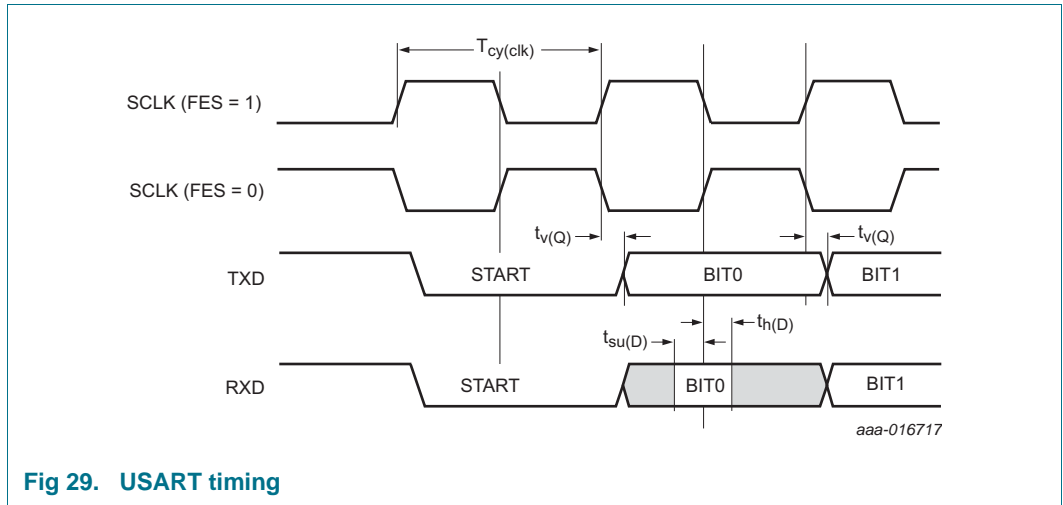 Tcy(clk)
SCLK (FES = 1)
SCLK (FES = 0)
tv(Q)
tv(Q)
TXD
START
BIT0
BIT1
tsu(D)
th(D)
RXD
START
BIT0
BIT1
aaa-016717
Fig 29. USART timing